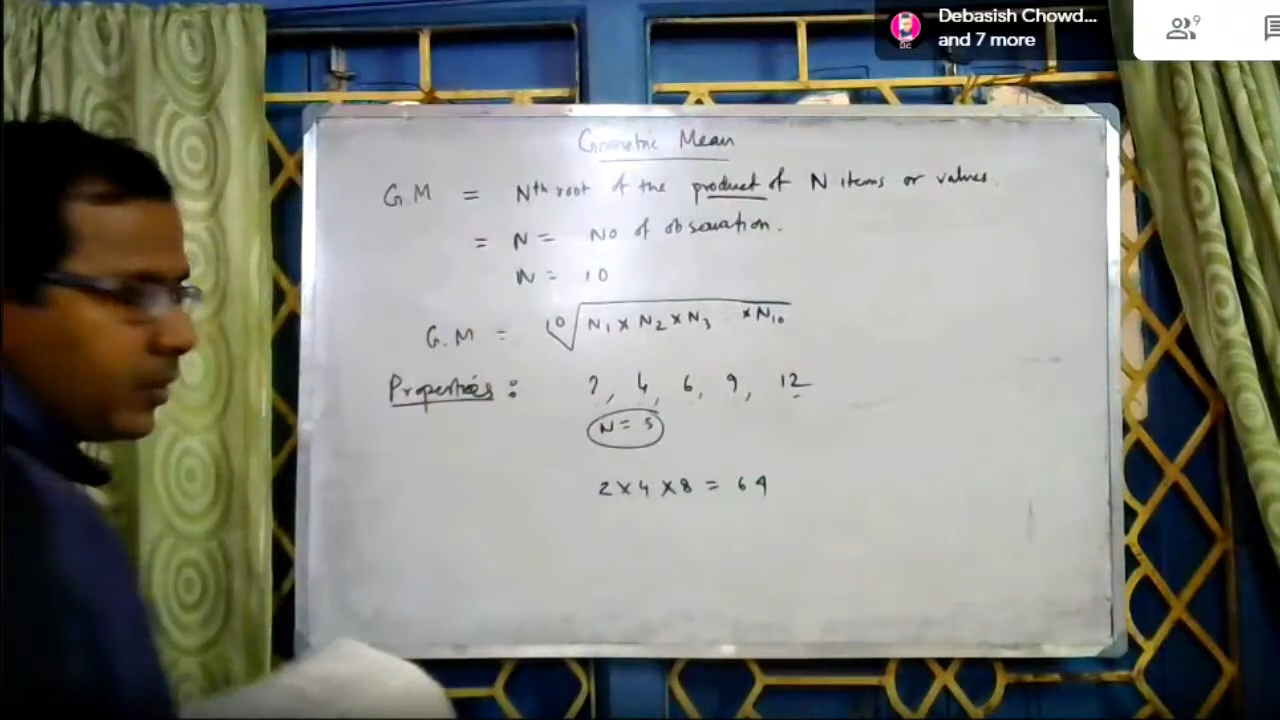 Debasish Chowd...
and 7 more
9
Geometric Mean
G M = Nth root of the product of N items or values.
= N = No of observation.
N = 10
G.M = 10√N1 x N2 x N3 x N10
Properties : 2, 4, 6, 9, 12
N = 5
2 x 4 x 8 = 64